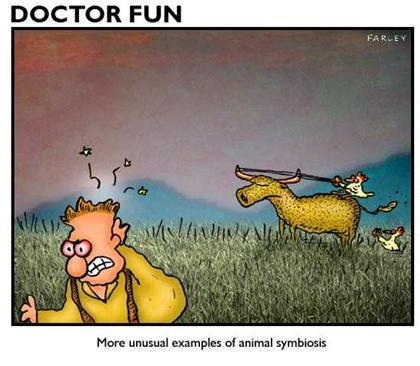 DOCTOR FUN
FARLEY
More unusual examples of animal symbiosis